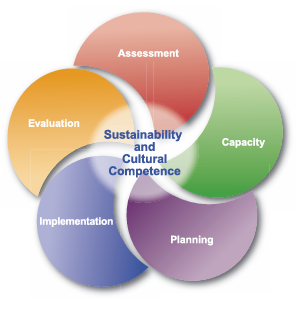 Assessment
Capacity
Planning
Implementation
Evaluation
Sustainability
and
Cultural
Competence